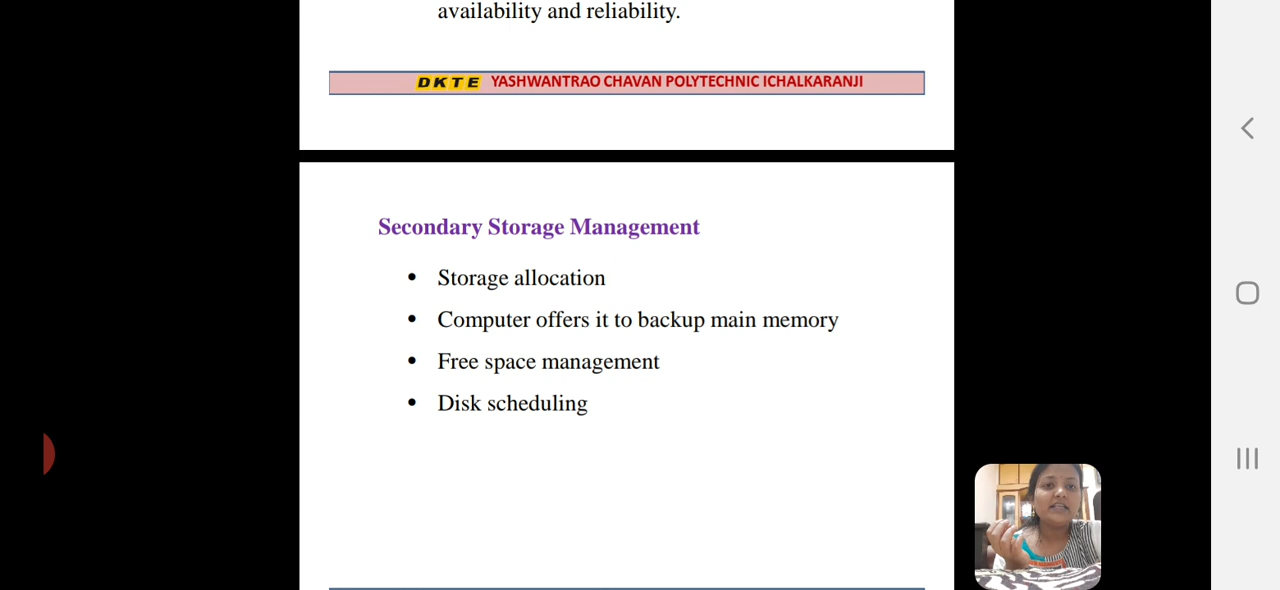 availability and reliability.
DKTE YASHWANTRAO CHAVAN POLYTECHNIC ICHALKARANJI
Secondary Storage Management
• Storage allocation
• Computer offers it to backup main memory
• Free space management
• Disk scheduling